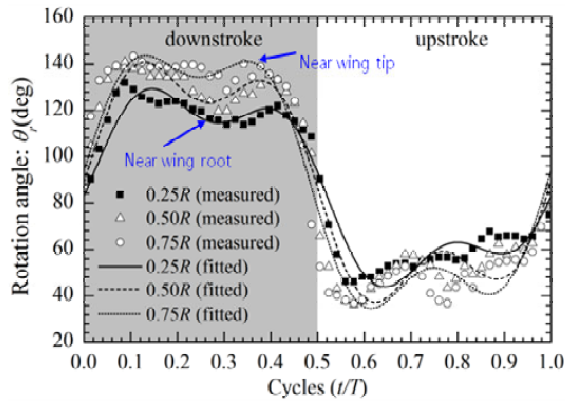 160
140
120
100
80
60
40
20
Rotation angle: θr(deg)
downstroke
upstroke
Near wing tip
Near wing root
0.25R (measured)
0.50R (measured)
0.75R (measured)
0.25R (fitted)
0.50R (fitted)
0.75R (fitted)
0.0 0.1 0.2 0.3 0.4 0.5 0.6 0.7 0.8 0.9 1.0
Cycles (t/T)